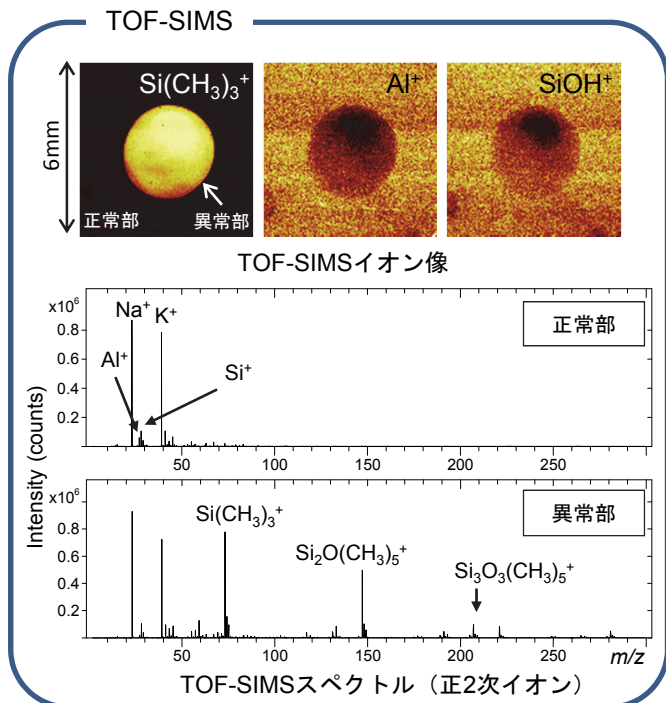 TOF-SIMS
6mm
Si(CH₃)₃⁺
Al⁺
SiOH⁺
正常部
異常部
TOF-SIMSイオン像
Intensity (counts)
x10⁶
0.8
0.6
0.4
0.2
Na⁺
K⁺
Al⁺
Si⁺
正常部
50 100 150 200 250
x10⁶
0.8
0.6
0.4
0.2
Si(CH₃)₃⁺
Si₂O(CH₃)₅⁺
Si₃O₃(CH₃)₅⁺
異常部
50 100 150 200 250
m/z
TOF-SIMSスペクトル（正2次イオン）